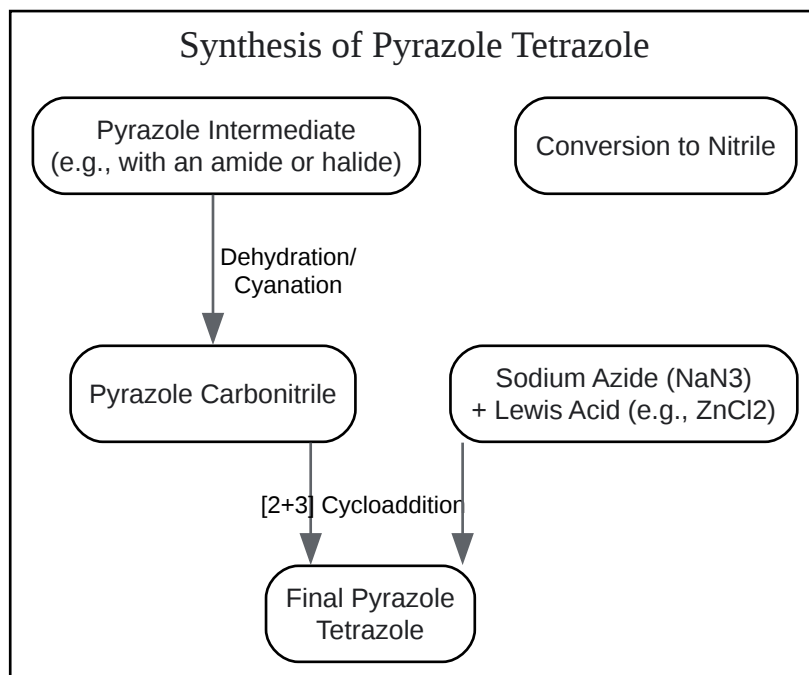 Synthesis of Pyrazole Tetrazole
Pyrazole Intermediate
(e.g., with an amide or halide)
Conversion to Nitrile
Dehydration/
Cyanation
Pyrazole Carbonitrile
Sodium Azide (NaN3)
+ Lewis Acid (e.g., ZnCl2)
[2+3] Cycloaddition
Final Pyrazole
Tetrazole